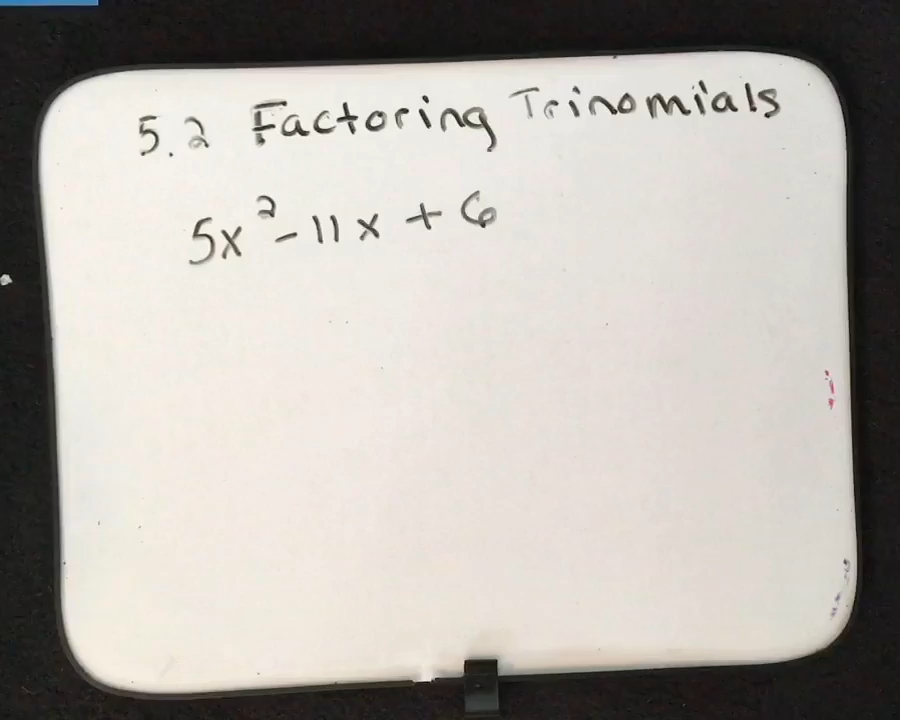 5.2 Factoring Trinomials
5x² - 11x + 6